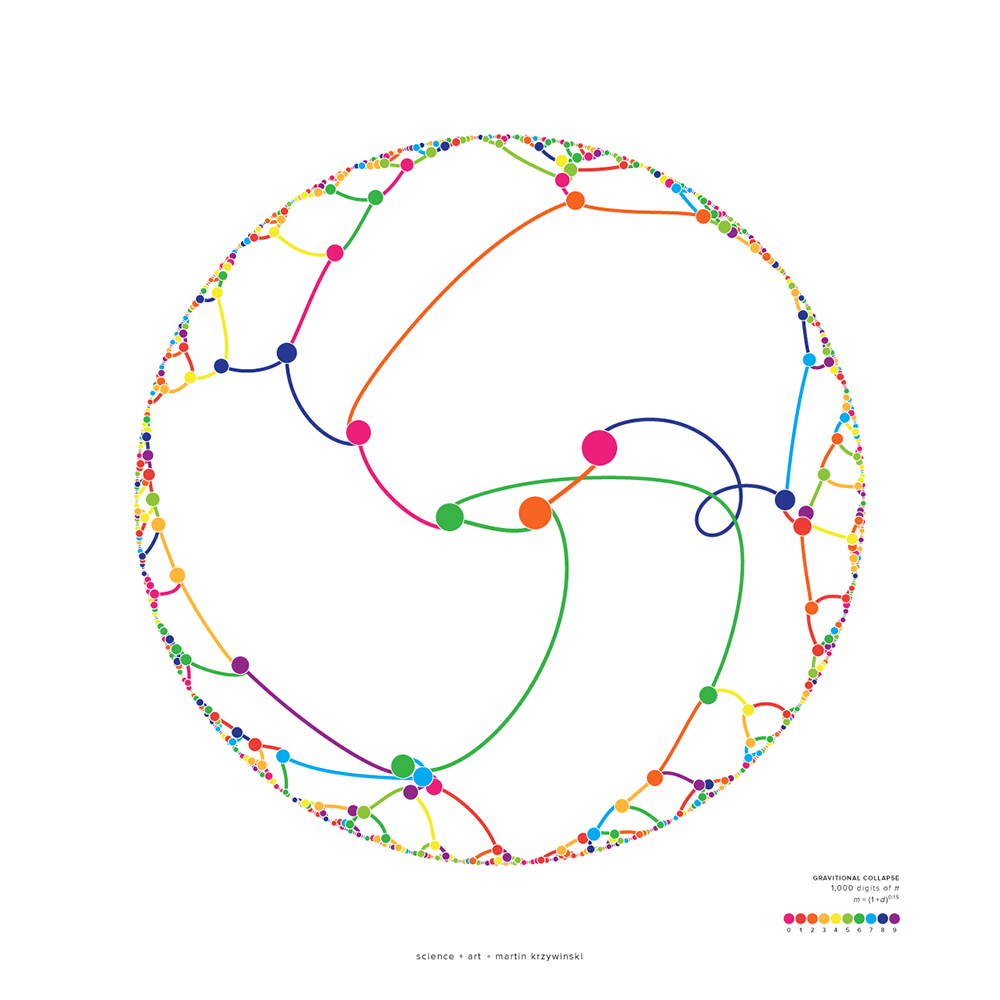 GRAVITIONAL COLLAPSE
1,000 digits of π
m = (1+d)^0.15
0 1 2 3 4 5 6 7 8 9
science + art ∘ martin krzywinski